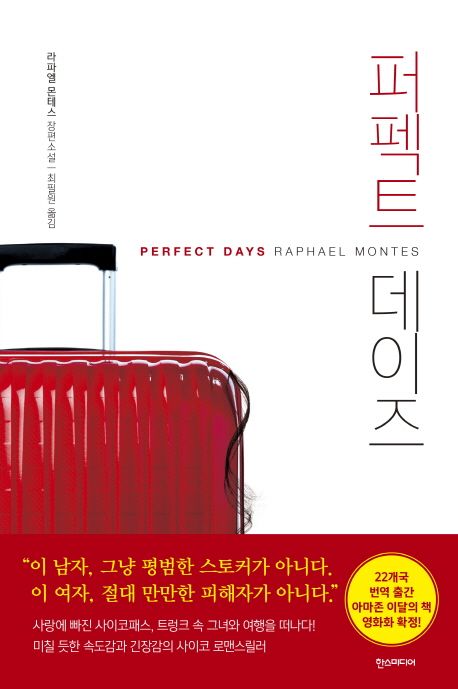 퍼펙트
데이즈
라파엘 몬테스 장편소설 | 최필원 옮김
PERFECT DAYS RAPHAEL MONTES
“이 남자, 그냥 평범한 스토커가 아니다.
이 여자, 절대 만만한 피해자가 아니다.”
사랑에 빠진 사이코패스, 트렁크 속 그녀와 여행을 떠나다!
미칠 듯한 속도감과 긴장감의 사이코 로맨스릴러
22개국
번역 출간
아마존 이달의 책
영화화 확정!
한스미디어